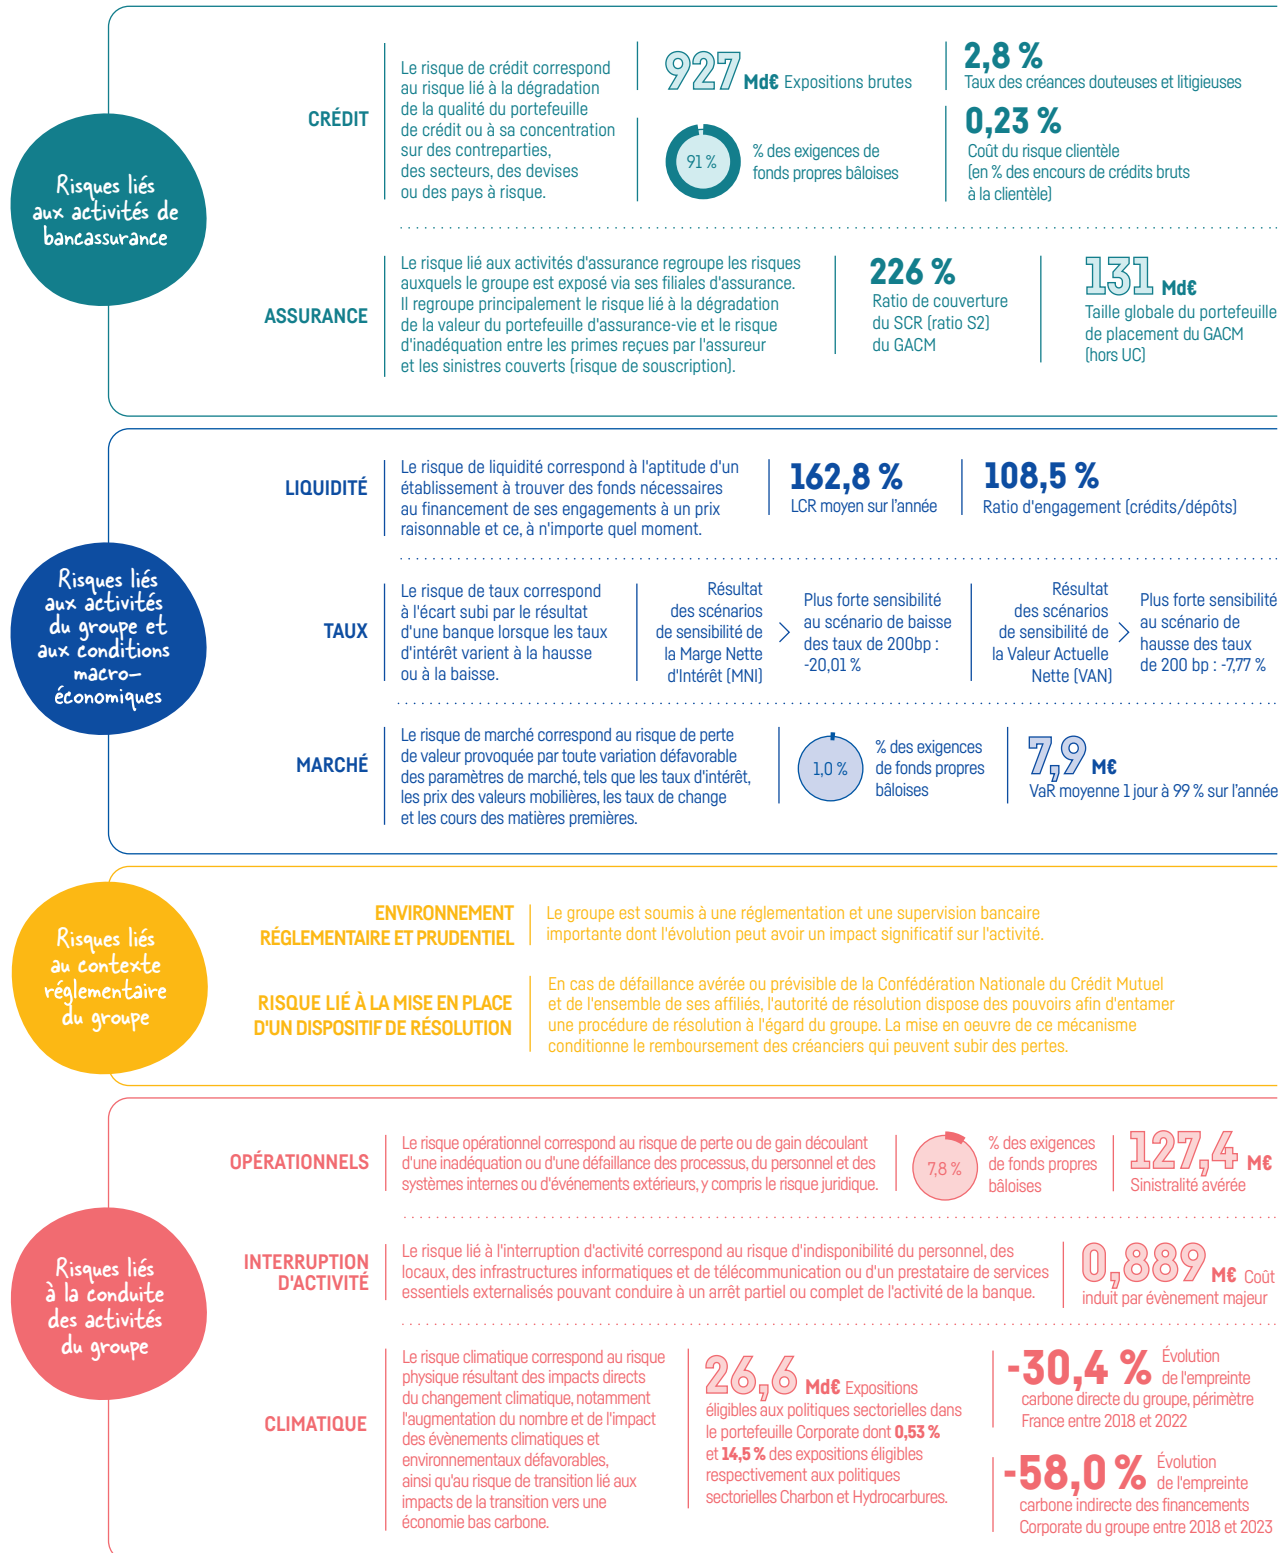 Risques liés
aux activités de
bancassurance
CRÉDIT
Le risque de crédit correspond
au risque lié à la dégradation
de la qualité du portefeuille
de crédit ou à sa concentration
sur des contreparties,
des secteurs, des devises
ou des pays à risque.
927 Md€ Expositions brutes
91 %
% des exigences de
fonds propres bâloises
2,8 %
Taux des créances douteuses et litigieuses
0,23 %
Coût du risque clientèle
(en % des encours de crédits bruts
à la clientèle)
ASSURANCE
Le risque lié aux activités d'assurance regroupe les risques
auxquels le groupe est exposé via ses filiales d'assurance.
Il regroupe principalement le risque lié à la dégradation
de la valeur du portefeuille d'assurance-vie et le risque
d'inadéquation entre les primes reçues par l'assureur
et les sinistres couverts (risque de souscription).
226 %
Ratio de couverture
du SCR (ratio S2)
du GACM
131 Md€
Taille globale du portefeuille
de placement du GACM
(hors UC)
Risques liés
aux activités
du groupe et
aux conditions
macro-
économiques
LIQUIDITÉ
Le risque de liquidité correspond à l'aptitude d'un
établissement à trouver des fonds nécessaires
au financement de ses engagements à un prix
raisonnable et ce, à n'importe quel moment.
162,8 %
LCR moyen sur l'année
108,5 %
Ratio d'engagement (crédits/dépôts)
TAUX
Le risque de taux correspond
à l'écart subi par le résultat
d'une banque lorsque les taux
d'intérêt varient à la hausse
ou à la baisse.
Résultat
des scénarios
de sensibilité de
la Marge Nette
d'Intérêt (MNI)
Plus forte sensibilité
au scénario de baisse
des taux de 200bp :
-20,01 %
Résultat
des scénarios
de sensibilité de
la Valeur Actuelle
Nette (VAN)
Plus forte sensibilité
au scénario de
hausse des taux
de 200 bp : -7,77 %
MARCHÉ
Le risque de marché correspond au risque de perte
de valeur provoquée par toute variation défavorable
des paramètres de marché, tels que les taux d'intérêt,
les prix des valeurs mobilières, les taux de change
et les cours des matières premières.
1,0 %
% des exigences
de fonds propres
bâloises
7,9 M€
VaR moyenne 1 jour à 99 % sur l'année
Risques liés
au contexte
réglementaire
du groupe
ENVIRONNEMENT
RÉGLEMENTAIRE ET PRUDENTIEL
Le groupe est soumis à une réglementation et une supervision bancaire
importante dont l'évolution peut avoir un impact significatif sur l'activité.
RISQUE LIÉ À LA MISE EN PLACE
D'UN DISPOSITIF DE RÉSOLUTION
En cas de défaillance avérée ou prévisible de la Confédération Nationale du Crédit Mutuel
et de l'ensemble de ses affiliés, l'autorité de résolution dispose des pouvoirs afin d'entamer
une procédure de résolution à l'égard du groupe. La mise en oeuvre de ce mécanisme
conditionne le remboursement des créanciers qui peuvent subir des pertes.
Risques liés
à la conduite
des activités
du groupe
OPÉRATIONNELS
Le risque opérationnel correspond au risque de perte ou de gain découlant
d'une inadéquation ou d'une défaillance des processus, du personnel et des
systèmes internes ou d'événements extérieurs, y compris le risque juridique.
7,8 %
% des exigences
de fonds propres
bâloises
127,4 M€
Sinistralité avérée
INTERRUPTION
D'ACTIVITÉ
Le risque lié à l'interruption d'activité correspond au risque d'indisponibilité du personnel, des
locaux, des infrastructures informatiques et de télécommunication ou d'un prestataire de services
essentiels externalisés pouvant conduire à un arrêt partiel ou complet de l'activité de la banque.
0,889 M€ Coût
induit par évènement majeur
CLIMATIQUE
Le risque climatique correspond au risque
physique résultant des impacts directs
du changement climatique, notamment
l'augmentation du nombre et de l'impact
des évènements climatiques et
environnementaux défavorables,
ainsi qu'au risque de transition lié aux
impacts de la transition vers une
économie bas carbone.
26,6 Md€ Expositions
éligibles aux politiques sectorielles dans
le portefeuille Corporate dont 0,53 %
et 14,5 % des expositions éligibles
respectivement aux politiques
sectorielles Charbon et Hydrocarbures.
-30,4 % Évolution
de l'empreinte
carbone directe du groupe, périmètre
France entre 2018 et 2022
-58,0 % Évolution
de l'empreinte
carbone indirecte des financements
Corporate du groupe entre 2018 et 2023